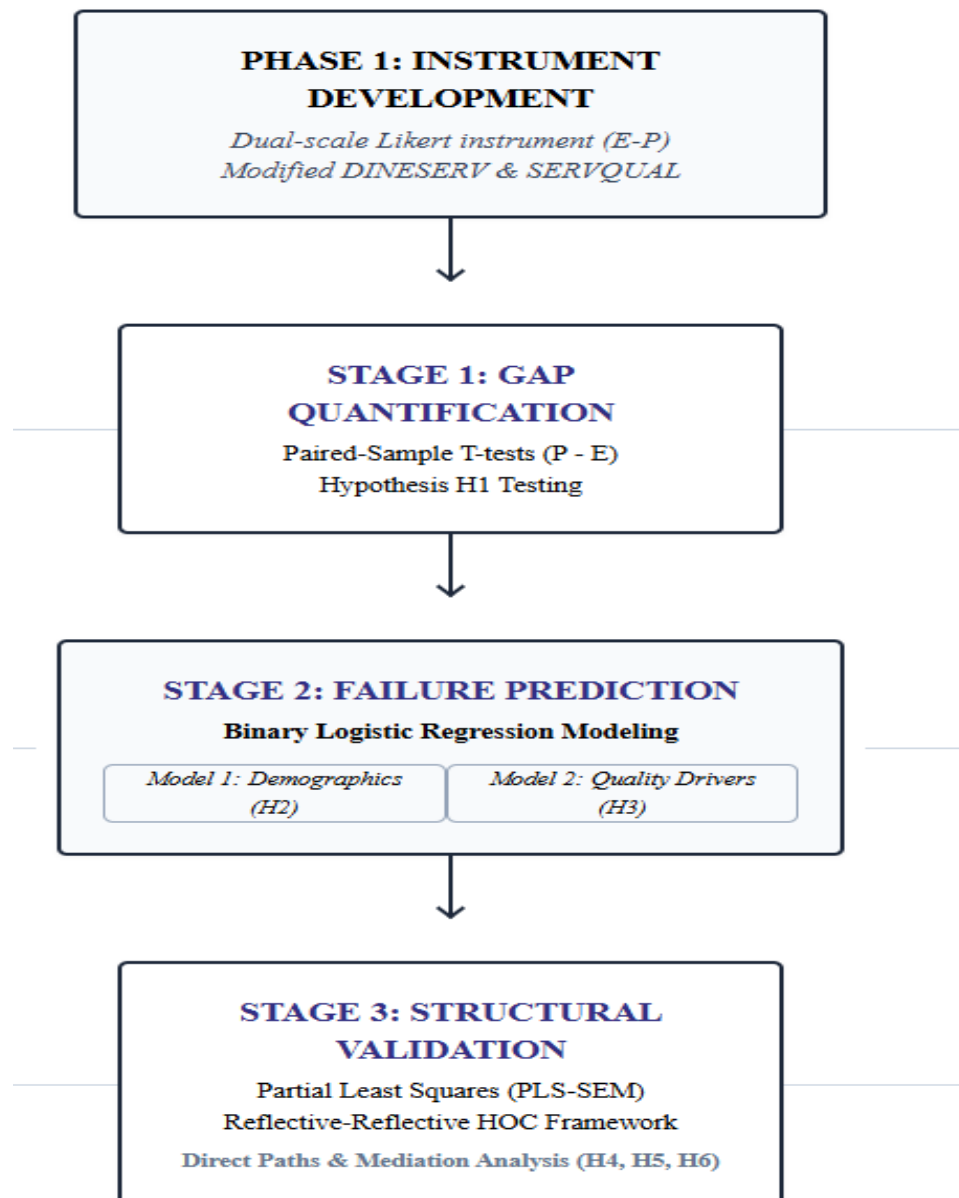 PHASE 1: INSTRUMENT
DEVELOPMENT
Dual-scale Likert instrument (E-P)
Modified DINESERV & SERVQUAL
STAGE 1: GAP
QUANTIFICATION
Paired-Sample T-tests (P - E)
Hypothesis H1 Testing
STAGE 2: FAILURE PREDICTION
Binary Logistic Regression Modeling
Model 1: Demographics
(H2)
Model 2: Quality Drivers
(H3)
STAGE 3: STRUCTURAL
VALIDATION
Partial Least Squares (PLS-SEM)
Reflective-Reflective HOC Framework
Direct Paths & Mediation Analysis (H4, H5, H6)